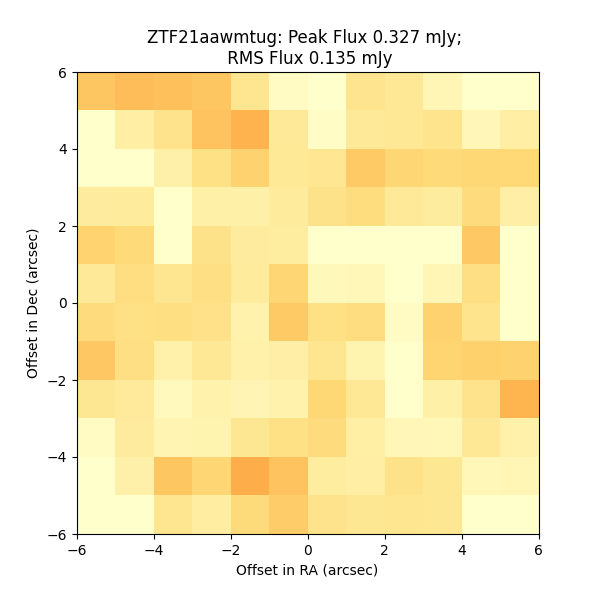 ZTF21aawmtug: Peak Flux 0.327 mJy;
RMS Flux 0.135 mJy
6
4
2
0
−2
−4
−6
Offset in Dec (arcsec)
−6 −4 −2 0 2 4 6
Offset in RA (arcsec)